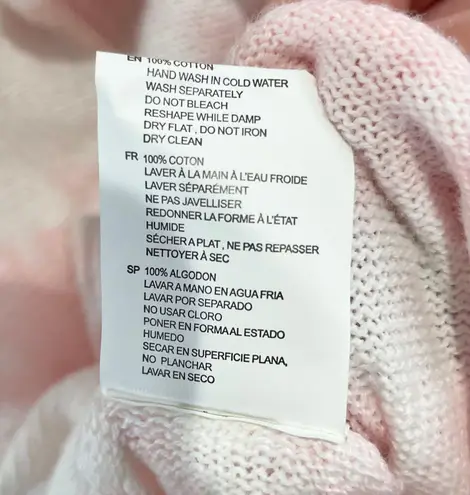 EN 100% COTTON
HAND WASH IN COLD WATER
WASH SEPARATELY
DO NOT BLEACH
RESHAPE WHILE DAMP
DRY FLAT , DO NOT IRON
DRY CLEAN
FR 100% COTON
LAVER À LA MAIN À L'EAU FROIDE
LAVER SÉPARÉMENT
NE PAS JAVELLISER
REDONNER LA FORME À L'ÉTAT
HUMIDE
SÉCHER A PLAT , NE PAS REPASSER
NETTOYER À SEC
SP 100% ALGODON
LAVAR A MANO EN AGUA FRIA
LAVAR POR SEPARADO
NO USAR CLORO
PONER EN FORMA AL ESTADO
HUMEDO
SECAR EN SUPERFICIE PLANA,
NO PLANCHAR
LAVAR EN SECO